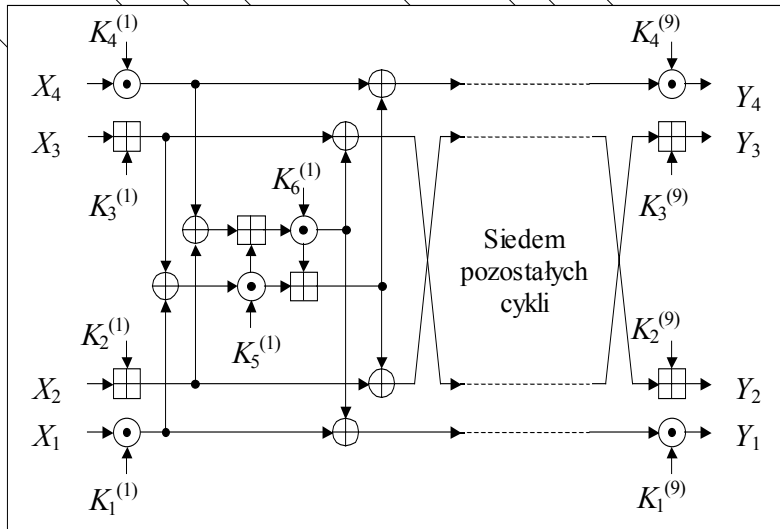 K₄⁽¹⁾ K₄⁽⁹⁾
X₄ Y₄
X₃ Y₃
K₃⁽¹⁾ K₆⁽¹⁾ K₃⁽⁹⁾
Siedem
pozostałych
cykli
K₂⁽¹⁾ K₅⁽¹⁾ K₂⁽⁹⁾
X₂ Y₂
X₁ Y₁
K₁⁽¹⁾ K₁⁽⁹⁾